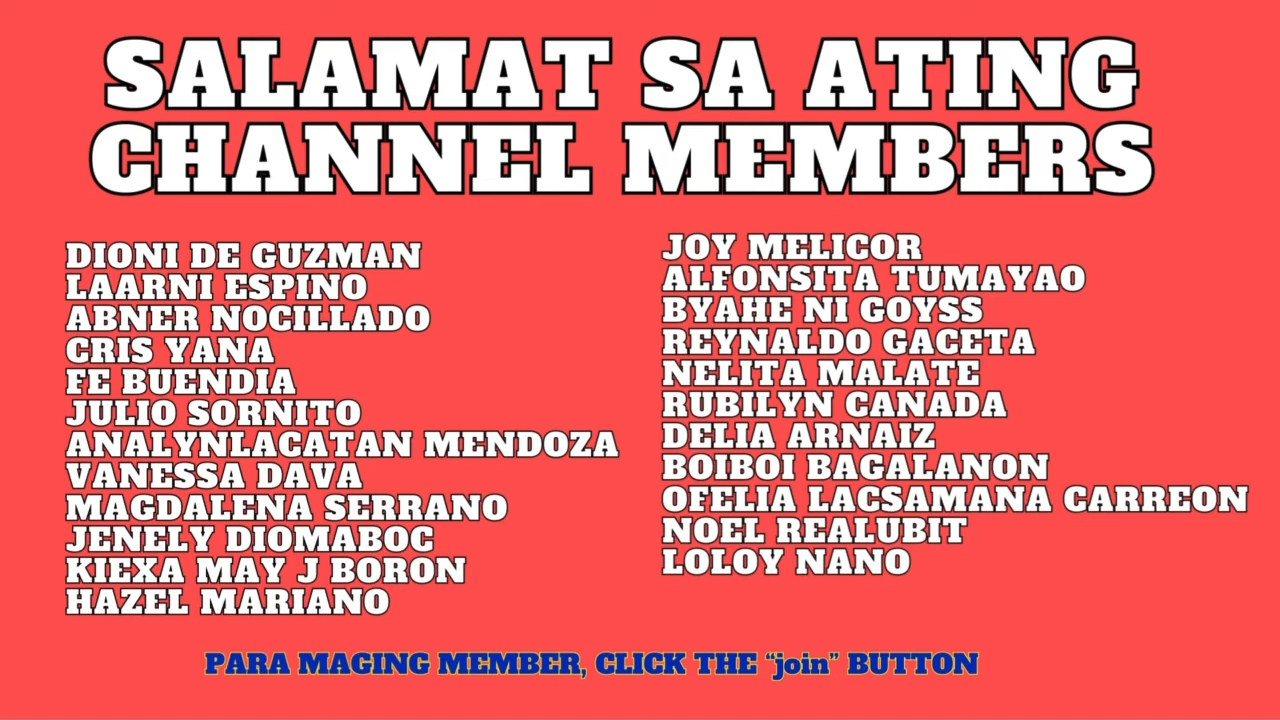 SALAMAT SA ATING
CHANNEL MEMBERS
DIONI DE GUZMAN
LAARNI ESPINO
ABNER NOCILLADO
CRIS YANA
FE BUENDIA
JULIO SORNITO
ANALYNLACATAN MENDOZA
VANESSA DAVA
MAGDALENA SERRANO
JENELY DIOMABOC
KIEXA MAY J BORON
HAZEL MARIANO
JOY MELICOR
ALFONSITA TUMAYAO
BYAHE NI GOYSS
REYNALDO GACETA
NELITA MALATE
RUBILYN CANADA
DELIA ARNAIZ
BOIBOI BAGALANON
OFELIA LACSAMANA CARREON
NOEL REALUBIT
LOLOY NANO
PARA MAGING MEMBER, CLICK THE “join” BUTTON